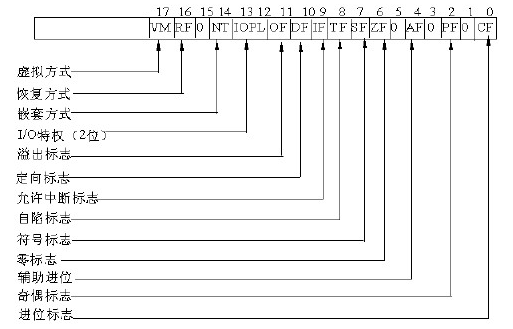 17 16 15 14 13 12 11 10 9 8 7 6 5 4 3 2 1 0
VM RF 0 NT IOPL OF DF IF TF SF ZF 0 AF 0 PF 0 CF
虚拟方式
恢复方式
嵌套方式
I/O特权（2位）
溢出标志
定向标志
允许中断标志
自陷标志
符号标志
零标志
辅助进位
奇偶标志
进位标志